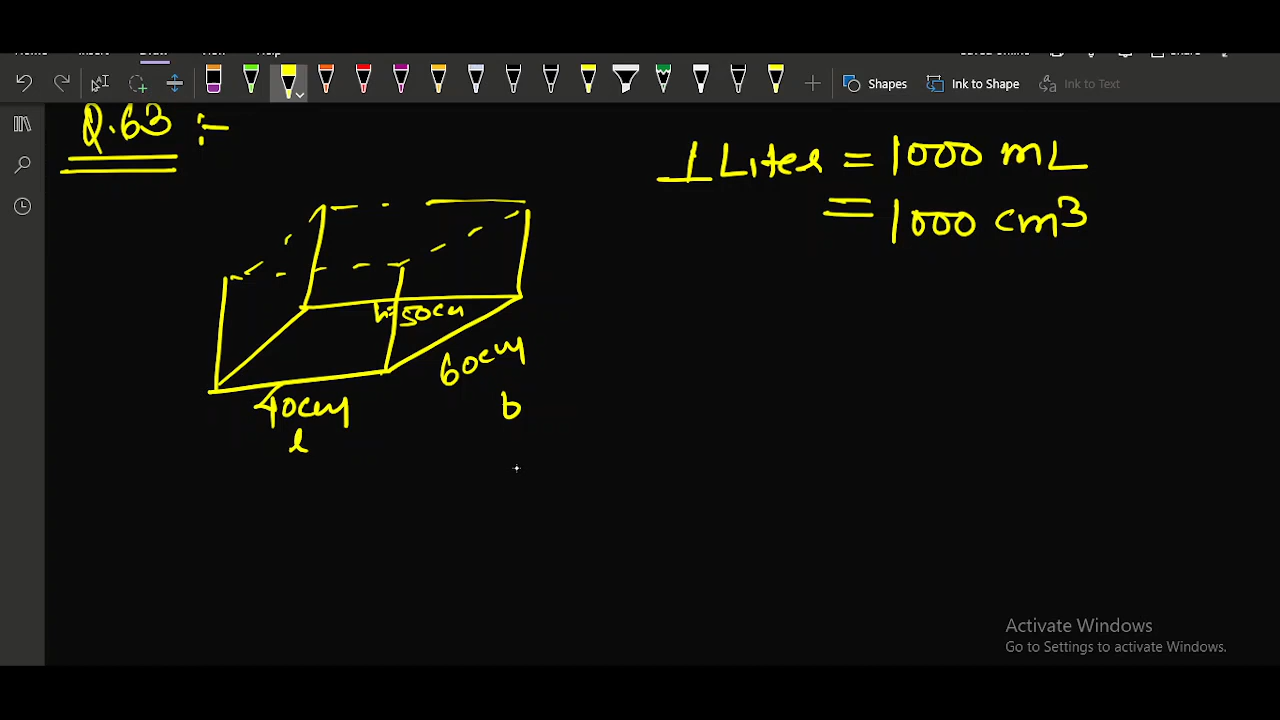 Draw
Shapes
Ink to Shape
Ink to Text
Q.63 :-
1 Liter = 1000 mL
= 1000 cm3
h=50cm
60cm
b
40cm
l
Activate Windows
Go to Settings to activate Windows.